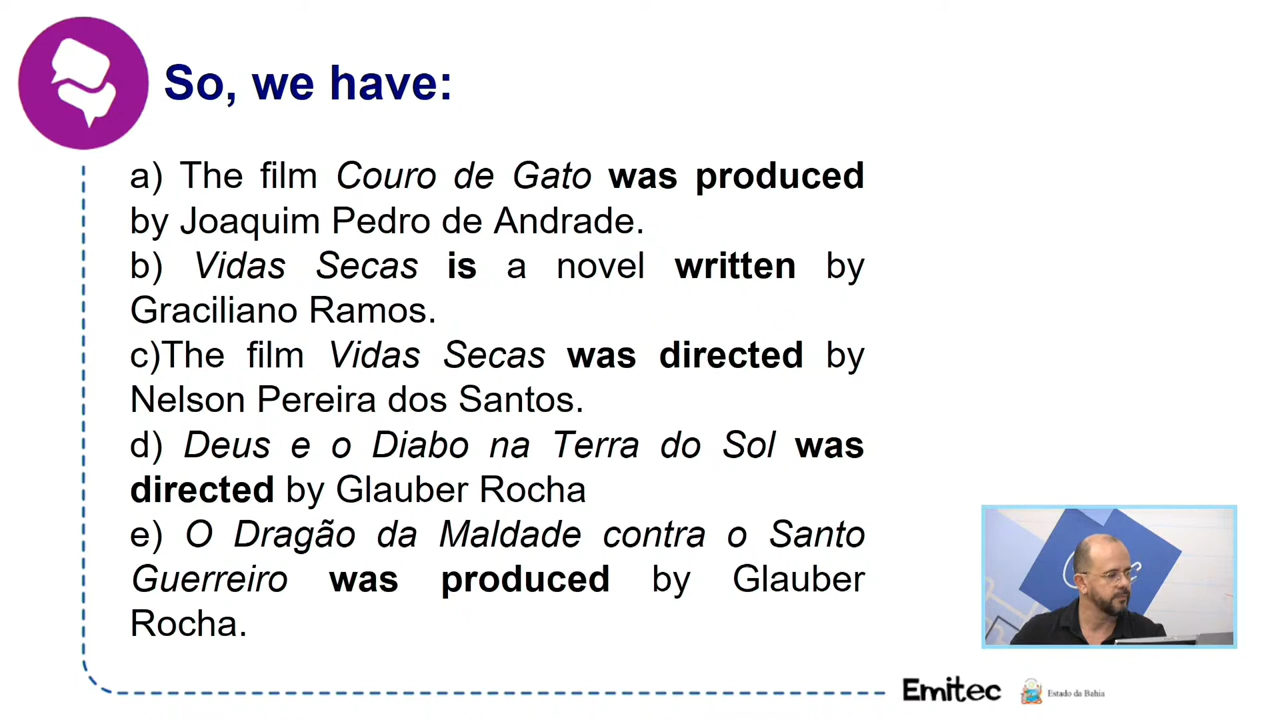 So, we have:
a) The film Couro de Gato was produced
by Joaquim Pedro de Andrade.
b) Vidas Secas is a novel written by
Graciliano Ramos.
c)The film Vidas Secas was directed by
Nelson Pereira dos Santos.
d) Deus e o Diabo na Terra do Sol was
directed by Glauber Rocha
e) O Dragão da Maldade contra o Santo
Guerreiro was produced by Glauber
Rocha.
Emitec
Estado da Bahia